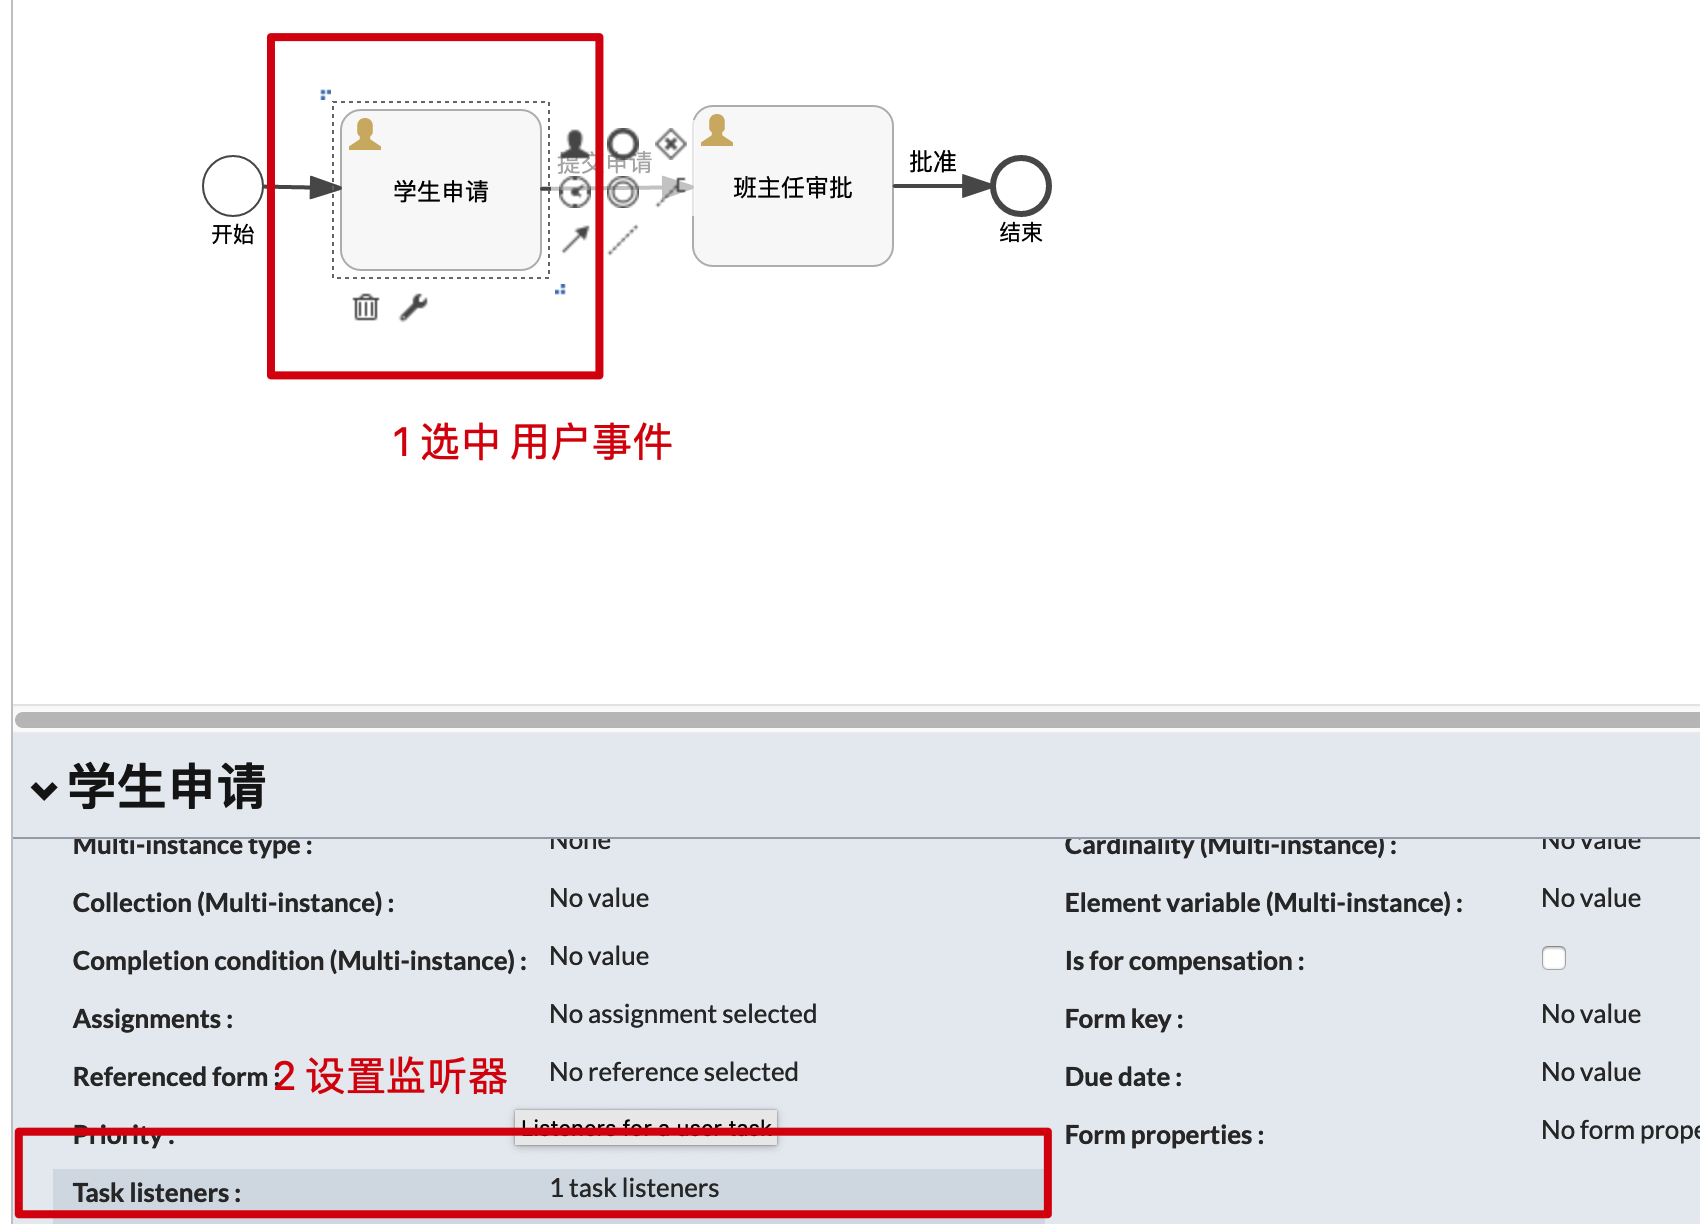 提交申请
批准
学生申请
班主任审批
开始
结束
1 选中 用户事件
学生申请
Multi-instance type :
None
Cardinality (Multi-instance) :
No value
Collection (Multi-instance) :
No value
Element variable (Multi-instance) :
No value
Completion condition (Multi-instance) :
No value
Is for compensation :
Assignments :
No assignment selected
Form key :
No value
Referenced form :
2 设置监听器
No reference selected
Due date :
No value
Priority :
Listeners for a user task
Form properties :
No form prope
Task listeners :
1 task listeners